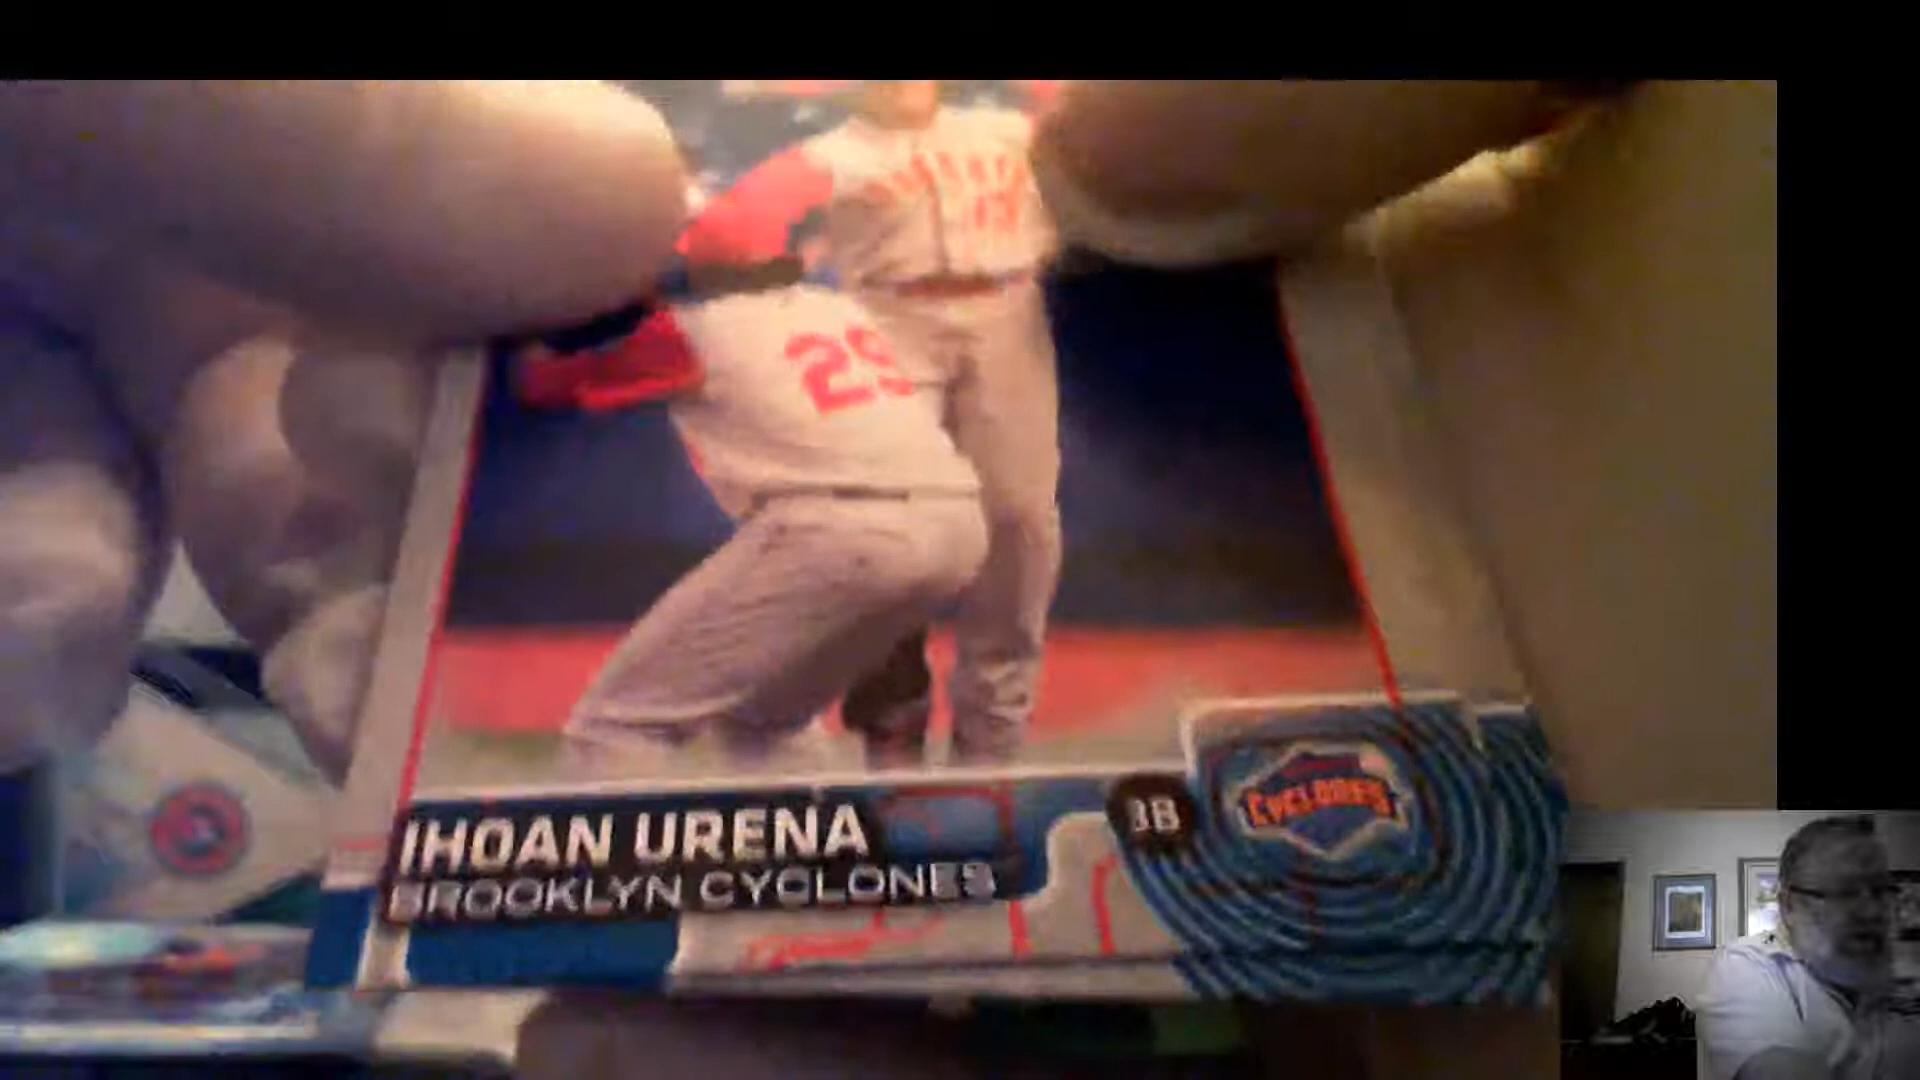 29
IHOAN URENA
3B
CYCLONES
BROOKLYN CYCLONES